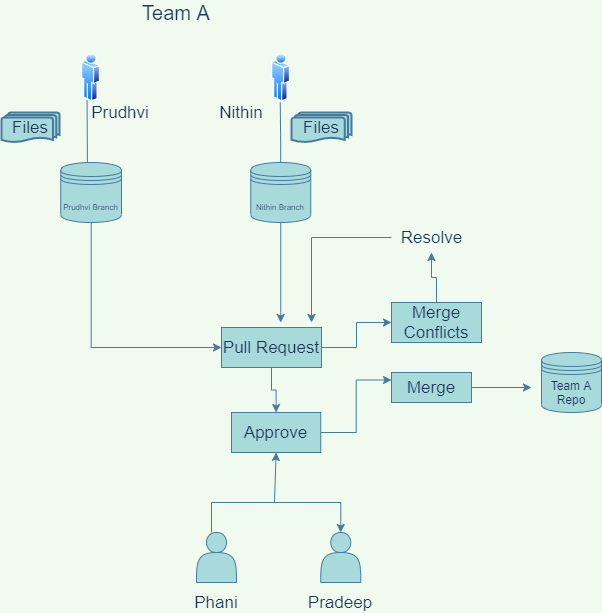 Team A
Prudhvi
Nithin
Files
Files
Prudhvi Branch
Nithin Branch
Resolve
Merge
Conflicts
Pull Request
Merge
Team A
Repo
Approve
Phani
Pradeep